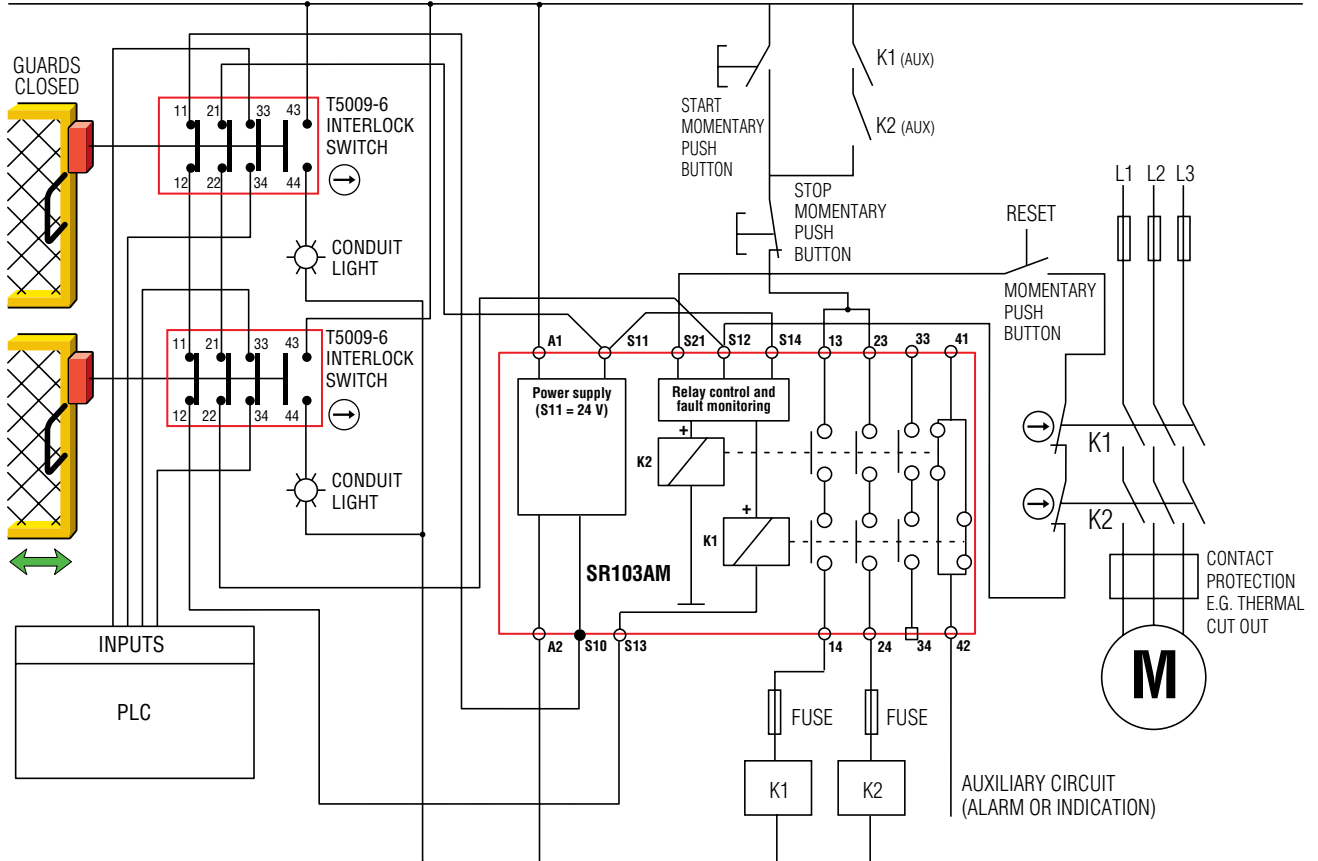 GUARDS
CLOSED
11 21 33 43
12 22 34 44
T5009-6
INTERLOCK
SWITCH
CONDUIT
LIGHT
11 21 33 43
12 22 34 44
T5009-6
INTERLOCK
SWITCH
CONDUIT
LIGHT
INPUTS
PLC
START
MOMENTARY
PUSH
BUTTON
K1 (AUX)
K2 (AUX)
STOP
MOMENTARY
PUSH
BUTTON
RESET
MOMENTARY
PUSH
BUTTON
L1 L2 L3
A1 S11 S21 S12 S14 13 23 33 41
Power supply
(S11 = 24 V)
Relay control and
fault monitoring
+
K2
+
K1
SR103AM
A2 S10 S13 14 24 34 42
K1
K2
CONTACT
PROTECTION
E.G. THERMAL
CUT OUT
M
FUSE
FUSE
K1
K2
AUXILIARY CIRCUIT
(ALARM OR INDICATION)